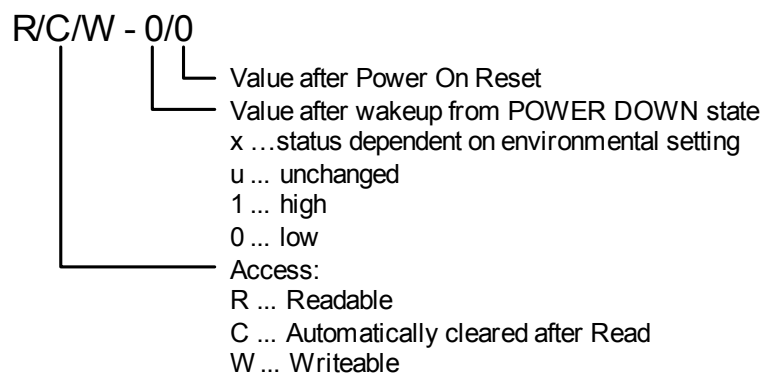 R/C/W - 0/0
Value after Power On Reset
Value after wakeup from POWER DOWN state
x ...status dependent on environmental setting
u ... unchanged
1 ... high
0 ... low
Access:
R ... Readable
C ... Automatically cleared after Read
W ... Writeable